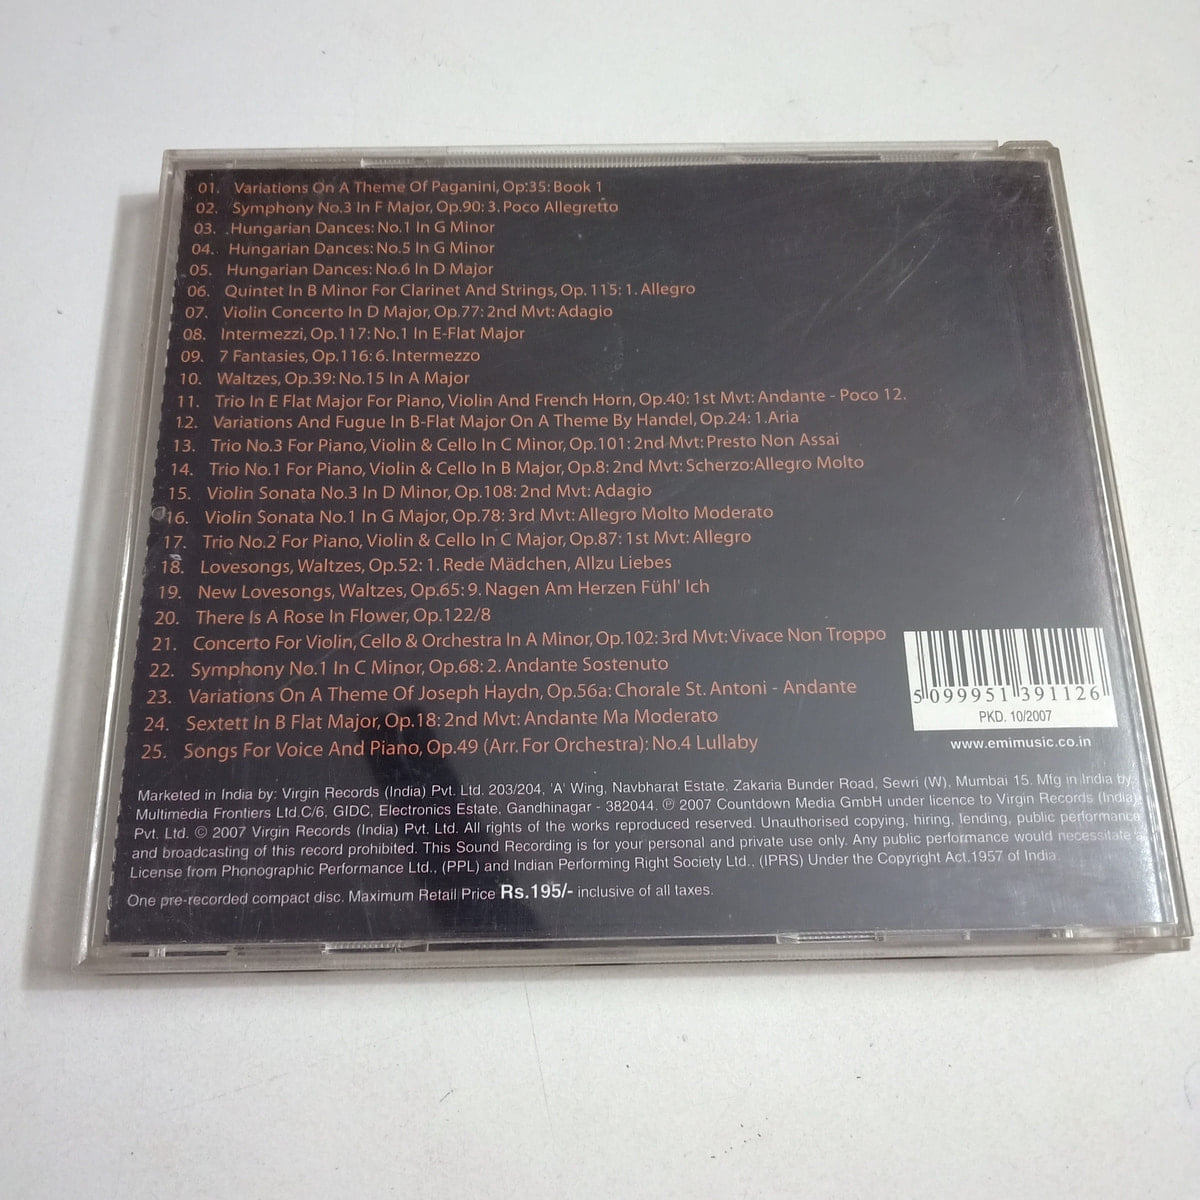 01. Variations On A Theme Of Paganini, Op:35: Book 1
02. Symphony No.3 In F Major, Op.90: 3. Poco Allegretto
03. Hungarian Dances: No.1 In G Minor
04. Hungarian Dances: No.5 In G Minor
05. Hungarian Dances: No.6 In D Major
06. Quintet In B Minor For Clarinet And Strings, Op. 115: 1. Allegro
07. Violin Concerto In D Major, Op.77: 2nd Mvt: Adagio
08. Intermezzi, Op.117: No.1 In E-Flat Major
09. 7 Fantasies, Op.116: 6. Intermezzo
10. Waltzes, Op.39: No.15 In A Major
11. Trio In E Flat Major For Piano, Violin And French Horn, Op.40: 1st Mvt: Andante - Poco 12.
12. Variations And Fugue In B-Flat Major On A Theme By Handel, Op.24: 1.Aria
13. Trio No.3 For Piano, Violin & Cello In C Minor, Op.101: 2nd Mvt: Presto Non Assai
14. Trio No.1 For Piano, Violin & Cello In B Major, Op.8: 2nd Mvt: Scherzo:Allegro Molto
15. Violin Sonata No.3 In D Minor, Op.108: 2nd Mvt: Adagio
16. Violin Sonata No.1 In G Major, Op.78: 3rd Mvt: Allegro Molto Moderato
17. Trio No.2 For Piano, Violin & Cello In C Major, Op.87: 1st Mvt: Allegro
18. Lovesongs, Waltzes, Op.52: 1. Rede Mädchen, Allzu Liebes
19. New Lovesongs, Waltzes, Op.65: 9. Nagen Am Herzen Fühl' Ich
20. There Is A Rose In Flower, Op.122/8
21. Concerto For Violin, Cello & Orchestra In A Minor, Op.102: 3rd Mvt: Vivace Non Troppo
22. Symphony No.1 In C Minor, Op.68: 2. Andante Sostenuto
23. Variations On A Theme Of Joseph Haydn, Op.56a: Chorale St. Antoni - Andante
24. Sextett In B Flat Major, Op.18: 2nd Mvt: Andante Ma Moderato
25. Songs For Voice And Piano, Op.49 (Arr. For Orchestra): No.4 Lullaby
5 099951 391126
PKD. 10/2007
www.emimusic.co.in
Marketed in India by: Virgin Records (India) Pvt. Ltd. 203/204, 'A' Wing, Navbharat Estate, Zakaria Bunder Road, Sewri (W), Mumbai 15. Mfg in India by:
Multimedia Frontiers Ltd.C/6, GIDC, Electronics Estate, Gandhinagar - 382044. ℗ 2007 Countdown Media GmbH under licence to Virgin Records (India)
Pvt. Ltd. © 2007 Virgin Records (India) Pvt. Ltd. All rights of the works reproduced reserved. Unauthorised copying, hiring, lending, public performance
and broadcasting of this record prohibited. This Sound Recording is for your personal and private use only. Any public performance would necessitate a
License from Phonographic Performance Ltd., (PPL) and Indian Performing Right Society Ltd., (IPRS) Under the Copyright Act.1957 of India.
One pre-recorded compact disc. Maximum Retail Price Rs.195/- inclusive of all taxes.